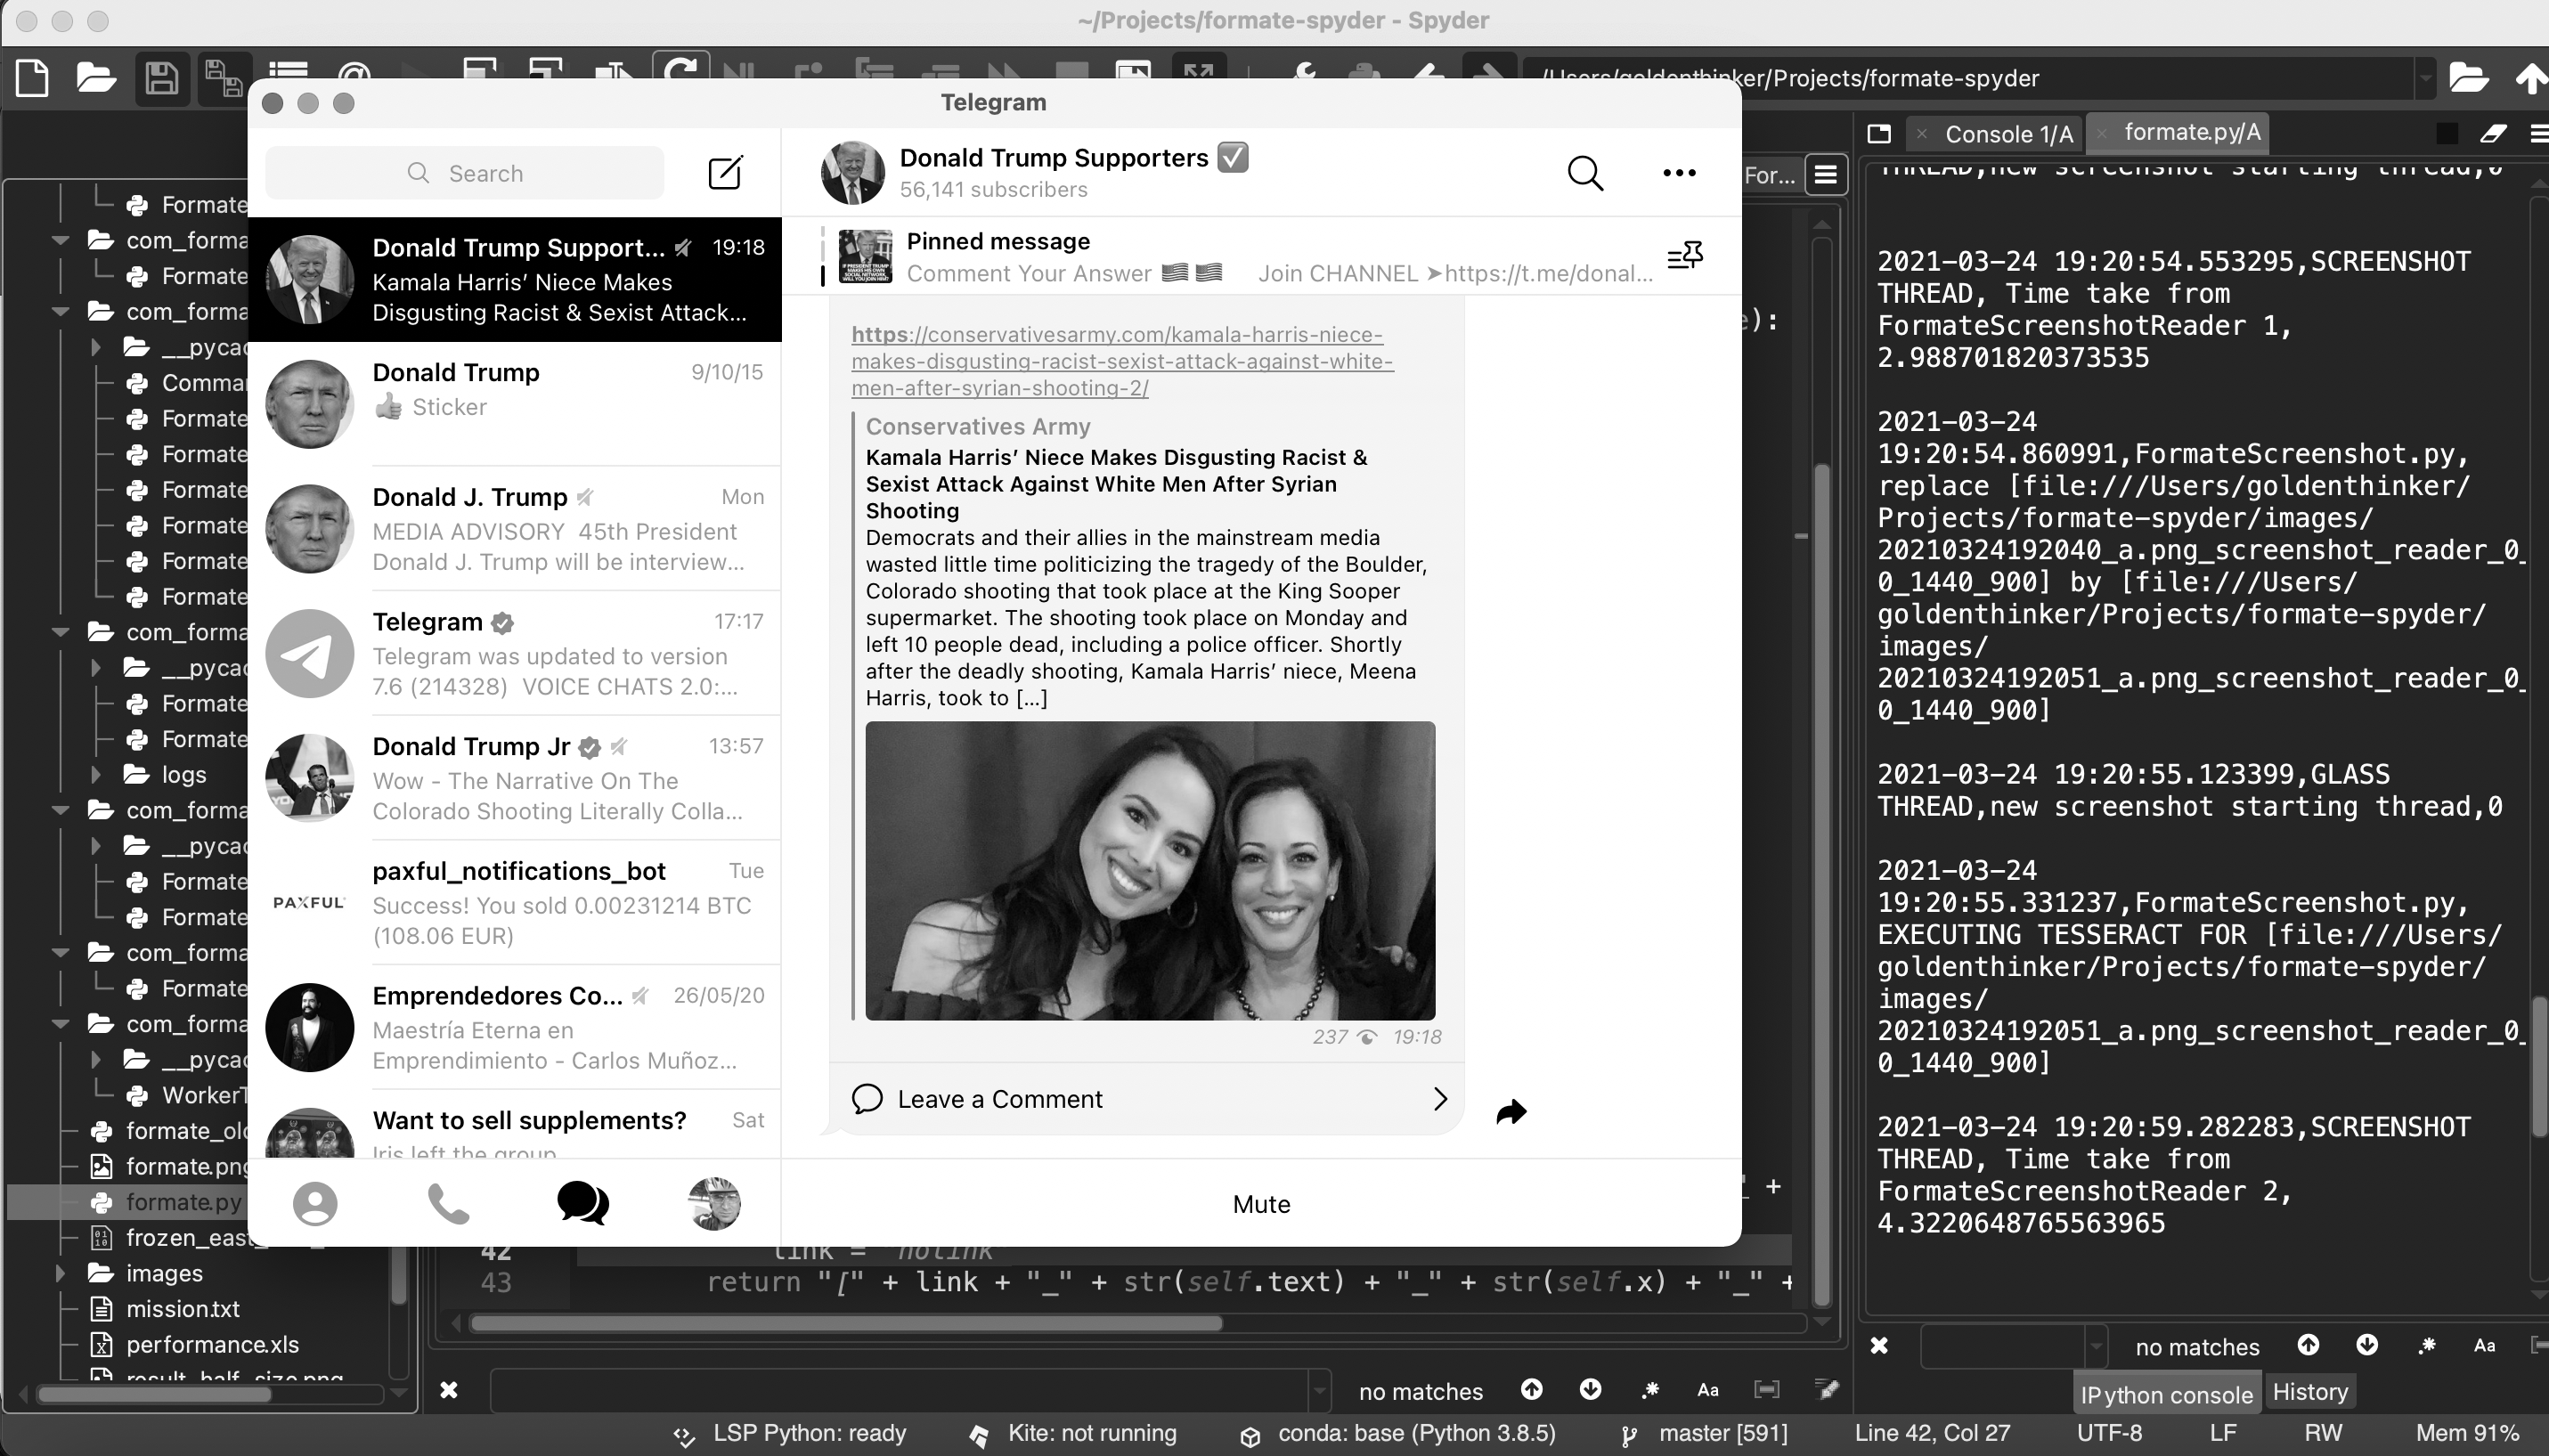 ~/Projects/formate-spyder - Spyder
/Users/goldenthinker/Projects/formate-spyder
Telegram
Search
Donald Trump Support... 19:18
Kamala Harris’ Niece Makes
Disgusting Racist & Sexist Attack...
Donald Trump 9/10/15
👍 Sticker
Donald J. Trump Mon
MEDIA ADVISORY 45th President
Donald J. Trump will be interview...
Telegram 17:17
Telegram was updated to version
7.6 (214328) VOICE CHATS 2.0:...
Donald Trump Jr 13:57
Wow - The Narrative On The
Colorado Shooting Literally Colla...
PAXFUL
paxful_notifications_bot Tue
Success! You sold 0.00231214 BTC
(108.06 EUR)
Emprendedores Co... 26/05/20
Maestría Eterna en
Emprendimiento - Carlos Muñoz...
Want to sell supplements? Sat
Iris left the group
Donald Trump Supporters ☑
56,141 subscribers
Pinned message
Comment Your Answer 🇺🇸 🇺🇸 Join CHANNEL ➤https://t.me/donal...
https://conservativesarmy.com/kamala-harris-niece-
makes-disgusting-racist-sexist-attack-against-white-
men-after-syrian-shooting-2/
Conservatives Army
Kamala Harris’ Niece Makes Disgusting Racist &
Sexist Attack Against White Men After Syrian
Shooting
Democrats and their allies in the mainstream media
wasted little time politicizing the tragedy of the Boulder,
Colorado shooting that took place at the King Sooper
supermarket. The shooting took place on Monday and
left 10 people dead, including a police officer. Shortly
after the deadly shooting, Kamala Harris’ niece, Meena
Harris, took to [...]
237 19:18
Leave a Comment
Mute
Formate
com_forma
Formate
com_forma
__pycac
Comma
Formate
Formate
Formate
Formate
Formate
Formate
com_forma
__pycac
Formate
Formate
logs
com_forma
__pycac
Formate
Formate
com_forma
Formate
com_forma
__pycac
WorkerT
formate_old
formate.png
formate.py
frozen_east_
images
mission.txt
performance.xls
result_half_size.png
For...
e):
" +
42 link = "nolink"
43 return "[" + link + "_" + str(self.text) + "_" + str(self.x) + "_" +
no matches
Aa
Console 1/A
formate.py/A
THREAD,new screenshot starting thread,0
2021-03-24 19:20:54.553295,SCREENSHOT
THREAD, Time take from
FormateScreenshotReader 1,
2.988701820373535
2021-03-24
19:20:54.860991,FormateScreenshot.py,
replace [file:///Users/goldenthinker/
Projects/formate-spyder/images/
20210324192040_a.png_screenshot_reader_0_
0_1440_900] by [file:///Users/
goldenthinker/Projects/formate-spyder/
images/
20210324192051_a.png_screenshot_reader_0_
0_1440_900]
2021-03-24 19:20:55.123399,GLASS
THREAD,new screenshot starting thread,0
2021-03-24
19:20:55.331237,FormateScreenshot.py,
EXECUTING TESSERACT FOR [file:///Users/
goldenthinker/Projects/formate-spyder/
images/
20210324192051_a.png_screenshot_reader_0_
0_1440_900]
2021-03-24 19:20:59.282283,SCREENSHOT
THREAD, Time take from
FormateScreenshotReader 2,
4.3220648765563965
no matches
Aa
IPython console
History
LSP Python: ready
Kite: not running
conda: base (Python 3.8.5)
master [591]
Line 42, Col 27
UTF-8
LF
RW
Mem 91%